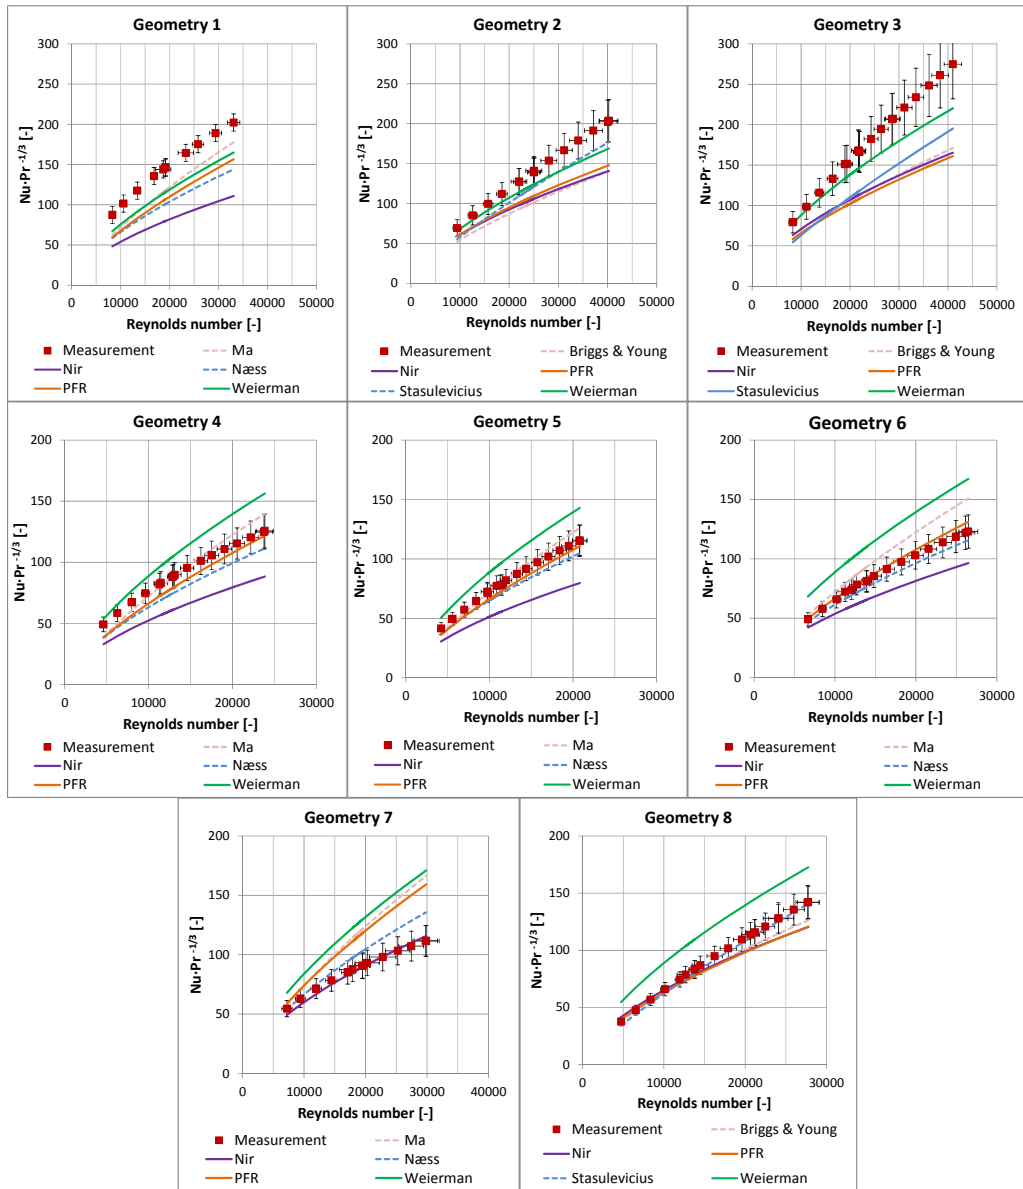 Geometry 1
Nu·Pr -1/3 [-]
300
250
200
150
100
50
0
0 10000 20000 30000 40000 50000
Reynolds number [-]
Measurement Ma
Nir Næss
PFR Weierman
Geometry 2
Nu·Pr -1/3 [-]
300
250
200
150
100
50
0
0 10000 20000 30000 40000 50000
Reynolds number [-]
Measurement Briggs & Young
Nir PFR
Stasulevicius Weierman
Geometry 3
Nu·Pr -1/3 [-]
300
250
200
150
100
50
0
0 10000 20000 30000 40000 50000
Reynolds number [-]
Measurement Briggs & Young
Nir PFR
Stasulevicius Weierman
Geometry 4
Nu·Pr -1/3 [-]
200
150
100
50
0
0 10000 20000 30000
Reynolds number [-]
Measurement Ma
Nir Næss
PFR Weierman
Geometry 5
Nu·Pr -1/3 [-]
200
150
100
50
0
0 10000 20000 30000
Reynolds number [-]
Measurement Ma
Nir Næss
PFR Weierman
Geometry 6
Nu·Pr -1/3 [-]
200
150
100
50
0
0 10000 20000 30000
Reynolds number [-]
Measurement Ma
Nir Næss
PFR Weierman
Geometry 7
Nu·Pr -1/3 [-]
200
150
100
50
0
0 10000 20000 30000 40000
Reynolds number [-]
Measurement Ma
Nir Næss
PFR Weierman
Geometry 8
Nu·Pr -1/3 [-]
200
150
100
50
0
0 10000 20000 30000
Reynolds number [-]
Measurement Briggs & Young
Nir PFR
Stasulevicius Weierman